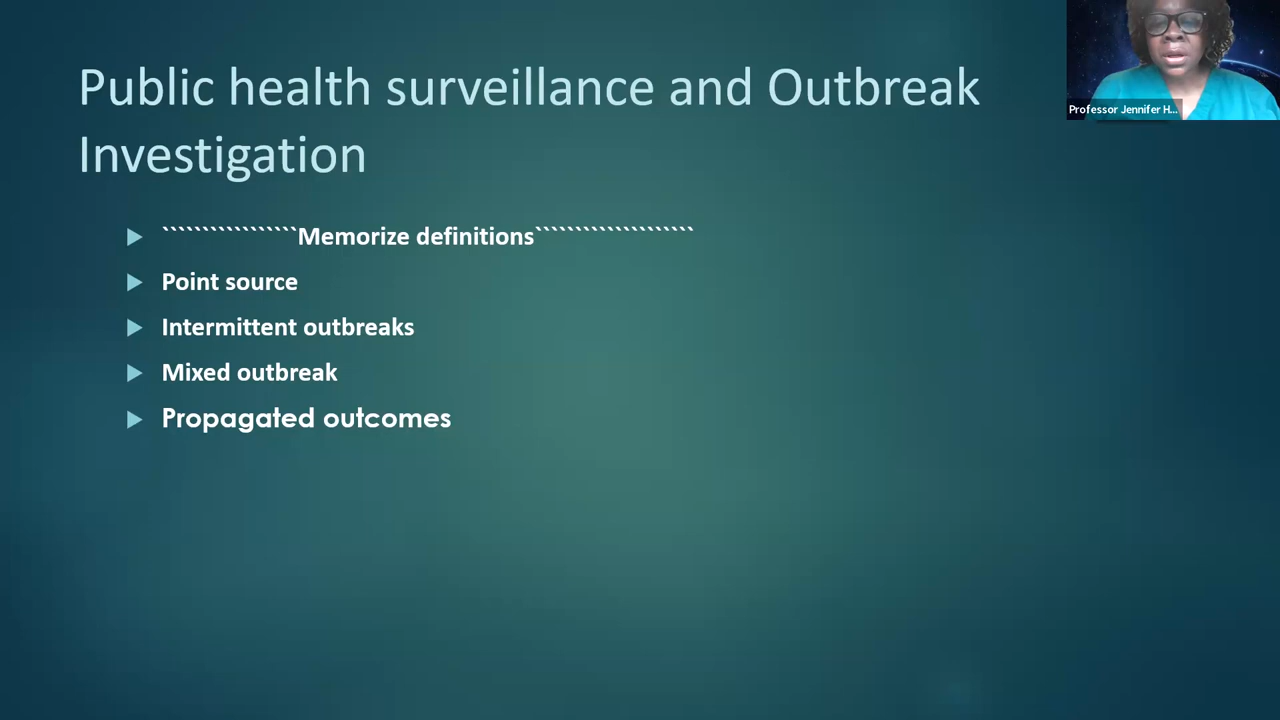 Public health surveillance and Outbreak
Investigation
Professor Jennifer H...
`````````````````Memorize definitions````````````````````
Point source
Intermittent outbreaks
Mixed outbreak
Propagated outcomes